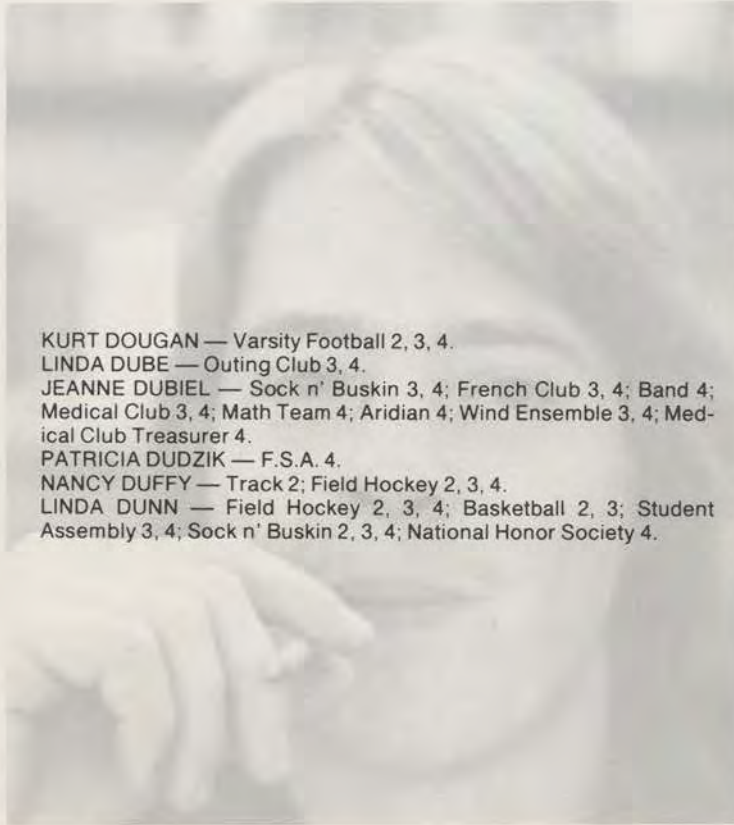 KURT DOUGAN — Varsity Football 2, 3, 4.
LINDA DUBE — Outing Club 3, 4.
JEANNE DUBIEL — Sock n' Buskin 3, 4; French Club 3, 4; Band 4;
Medical Club 3, 4; Math Team 4; Aridian 4; Wind Ensemble 3, 4; Med-
ical Club Treasurer 4.
PATRICIA DUDZIK — F.S.A. 4.
NANCY DUFFY — Track 2; Field Hockey 2, 3, 4.
LINDA DUNN — Field Hockey 2, 3, 4; Basketball 2, 3; Student
Assembly 3, 4; Sock n' Buskin 2, 3, 4; National Honor Society 4.